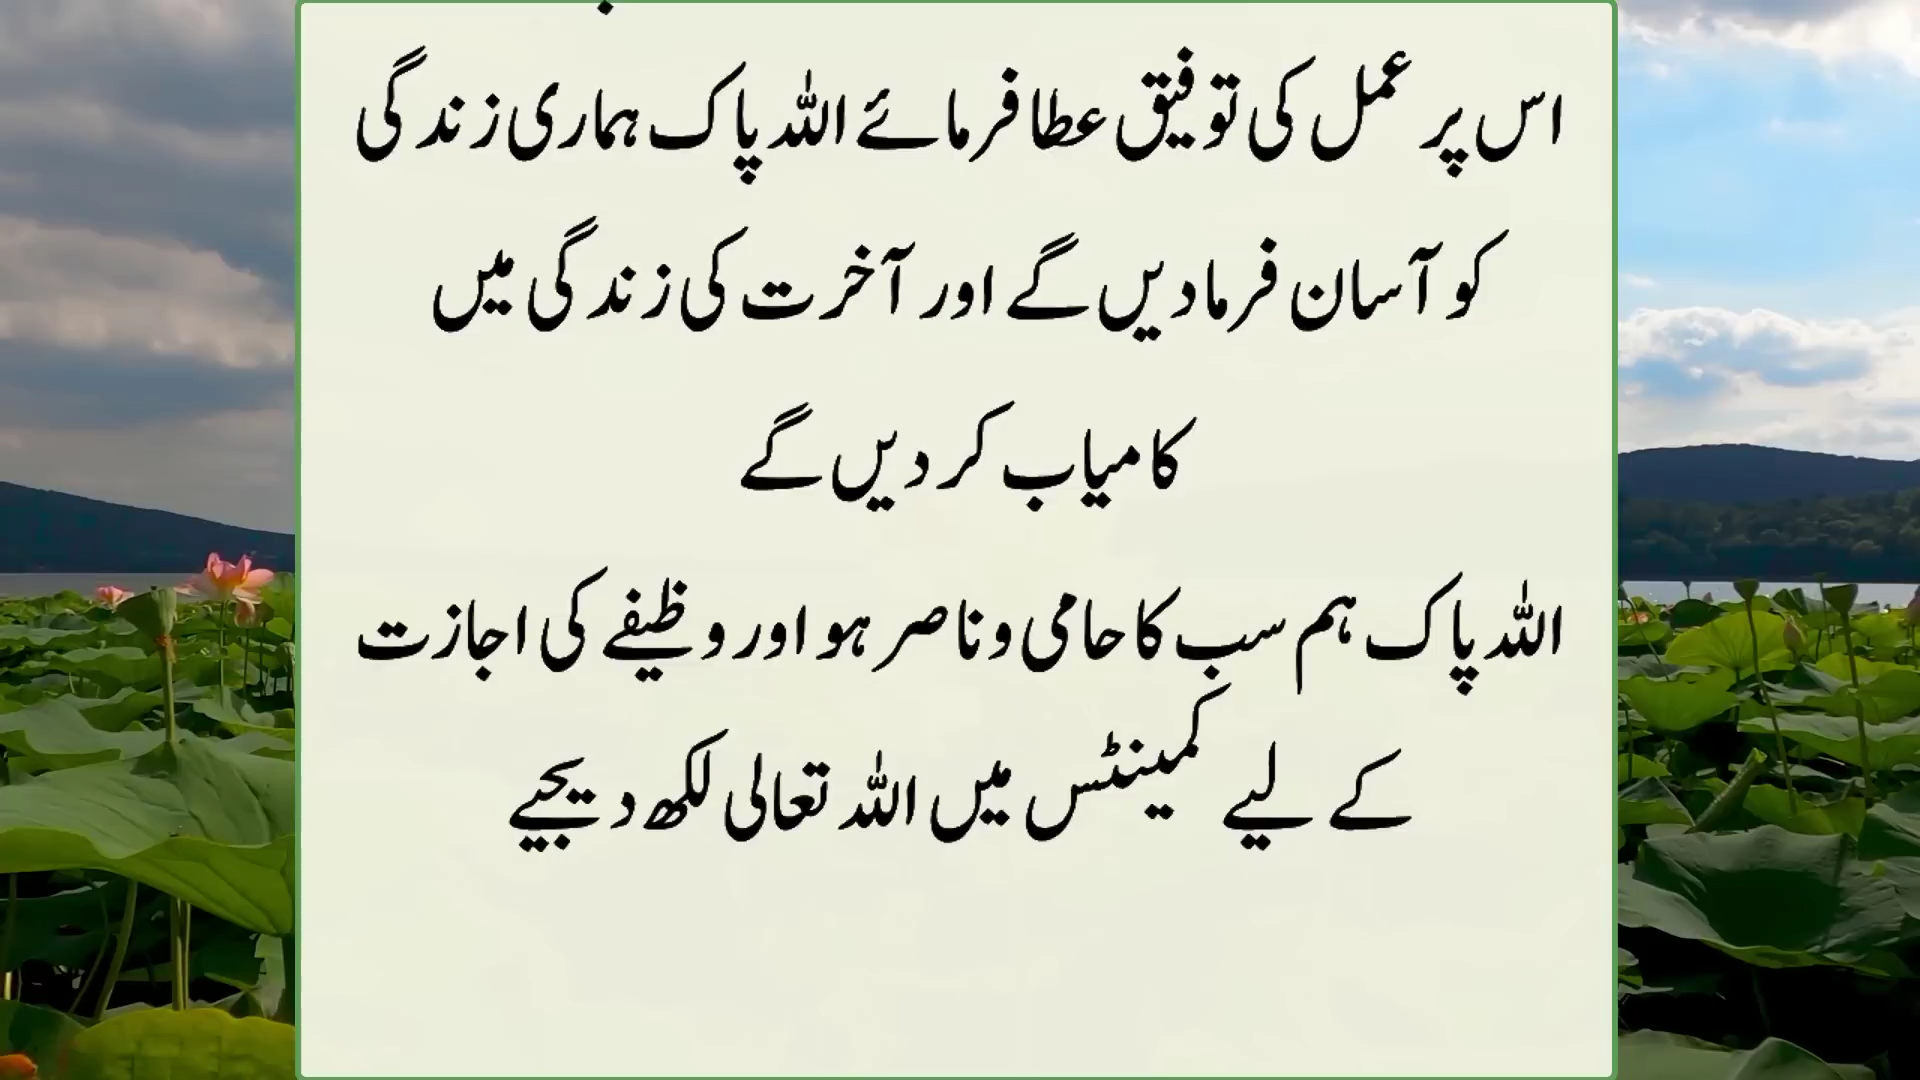 اس پر عمل کی توفیق عطا فرمائے اللہ پاک ہماری زندگی
کو آسان فرمادیں گے اور آخرت کی زندگی میں
کامیاب کر دیں گے
اللہ پاک ہم سب کا حامی و ناصر ہو اور وظیفے کی اجازت
کے لیے کمینٹس میں اللہ تعالی لکھ دیجیے